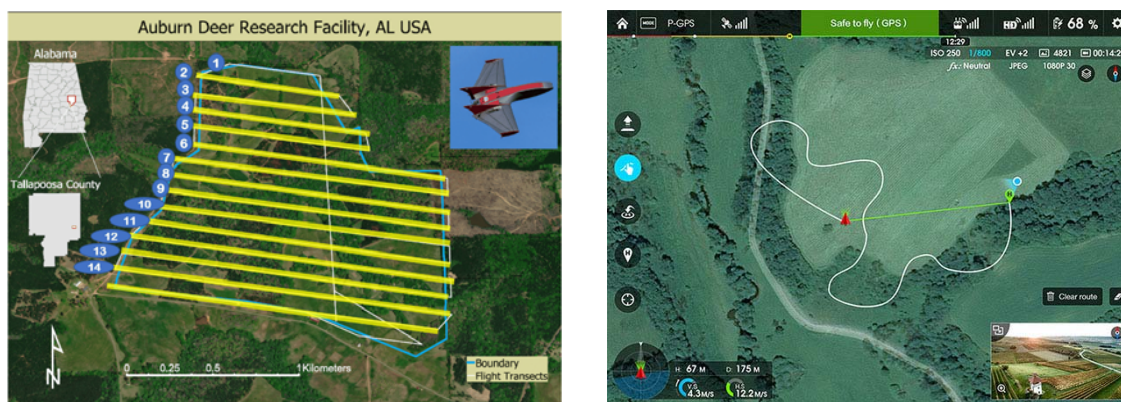 Auburn Deer Research Facility, AL USA
Alabama
Tallapoosa County
1
2
3
4
5
6
7
8
9
10
11
12
13
14
N
0 0.25 0.5 1 Kilometers
Boundary
Flight Transects
MODE P-GPS Safe to fly (GPS) HD 68 %
12:29
ISO 250 1/800 EV +2 4821 00:14:2
fx: Neutral JPEG 1080P 30
H
H
Clear route
H: 67 M D: 175 M
V.S 4.3M/S H.S 12.2M/S